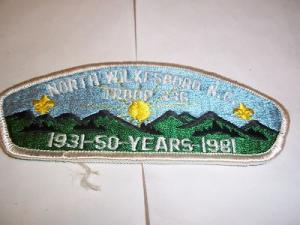 NORTH WILKESBORO N.C.
TROOP 336
1931-50 YEARS-1981